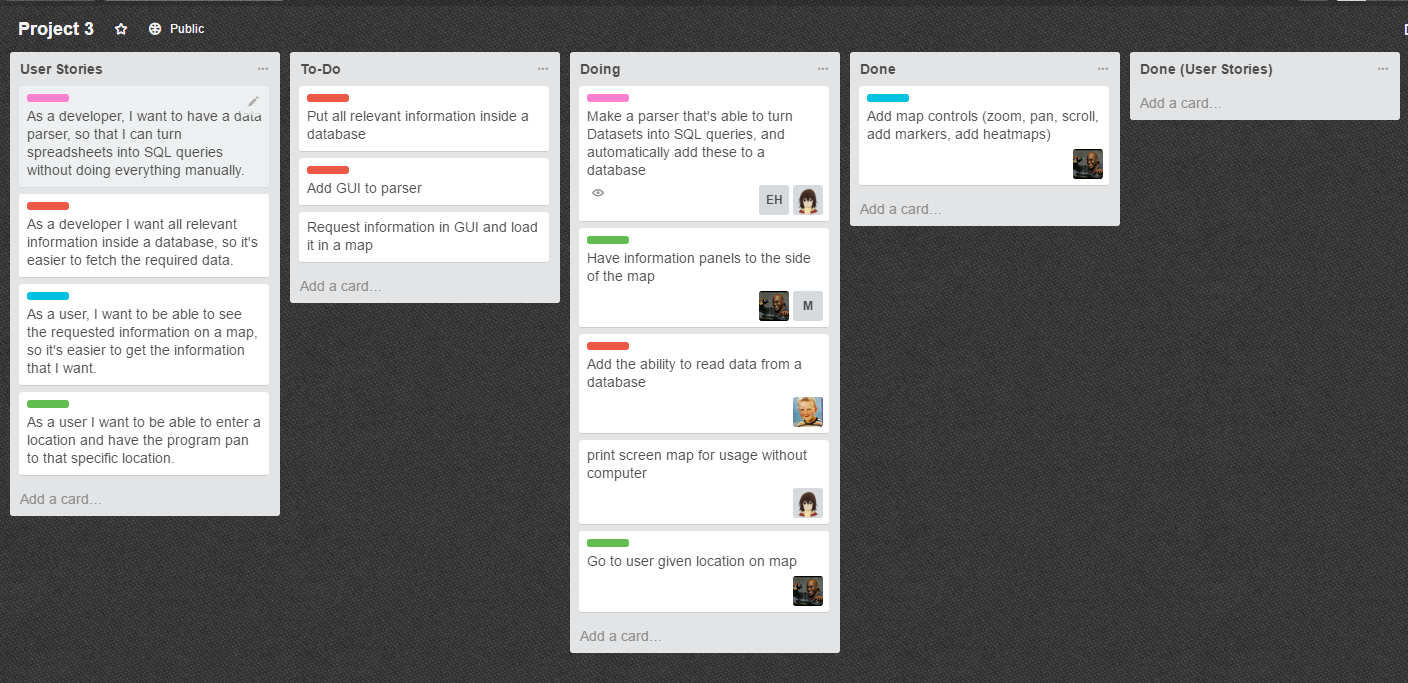 Project 3
Public
User Stories
As a developer, I want to have a data
parser, so that I can turn
spreadsheets into SQL queries
without doing everything manually.
As a developer I want all relevant
information inside a database, so it's
easier to fetch the required data.
As a user, I want to be able to see
the requested information on a map,
so it's easier to get the information
that I want.
As a user I want to be able to enter a
location and have the program pan
to that specific location.
Add a card…
To-Do
Put all relevant information inside a
database
Add GUI to parser
Request information in GUI and load
it in a map
Add a card…
Doing
Make a parser that's able to turn
Datasets into SQL queries, and
automatically add these to a
database
EH
Have information panels to the side
of the map
M
Add the ability to read data from a
database
print screen map for usage without
computer
Go to user given location on map
Add a card…
Done
Add map controls (zoom, pan, scroll,
add markers, add heatmaps)
Add a card…
Done (User Stories)
Add a card…